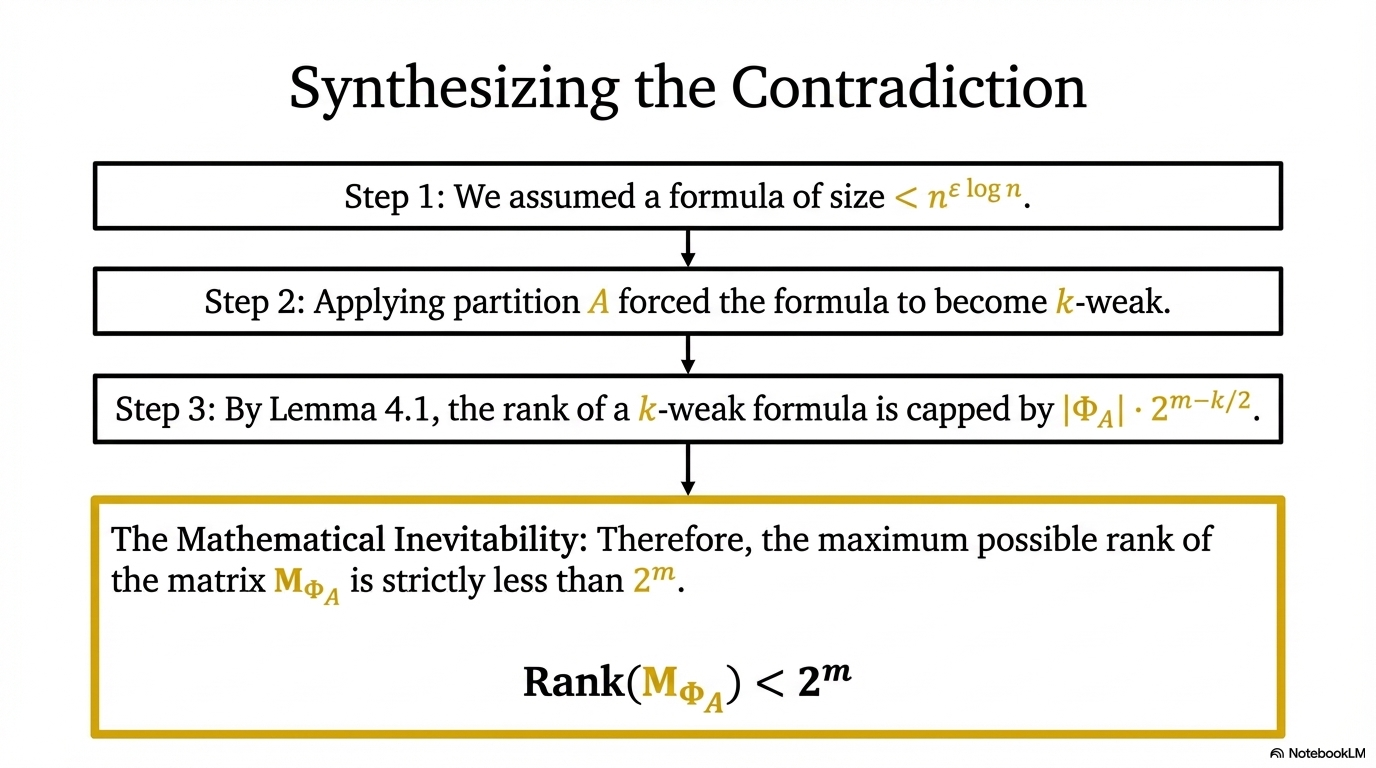 Synthesizing the Contradiction
Step 1: We assumed a formula of size < n^{ε log n}.
Step 2: Applying partition A forced the formula to become k-weak.
Step 3: By Lemma 4.1, the rank of a k-weak formula is capped by |Φ_A| · 2^{m−k/2}.
The Mathematical Inevitability: Therefore, the maximum possible rank of
the matrix M_{Φ_A} is strictly less than 2^m.
Rank(M_{Φ_A}) < 2^m
NotebookLM